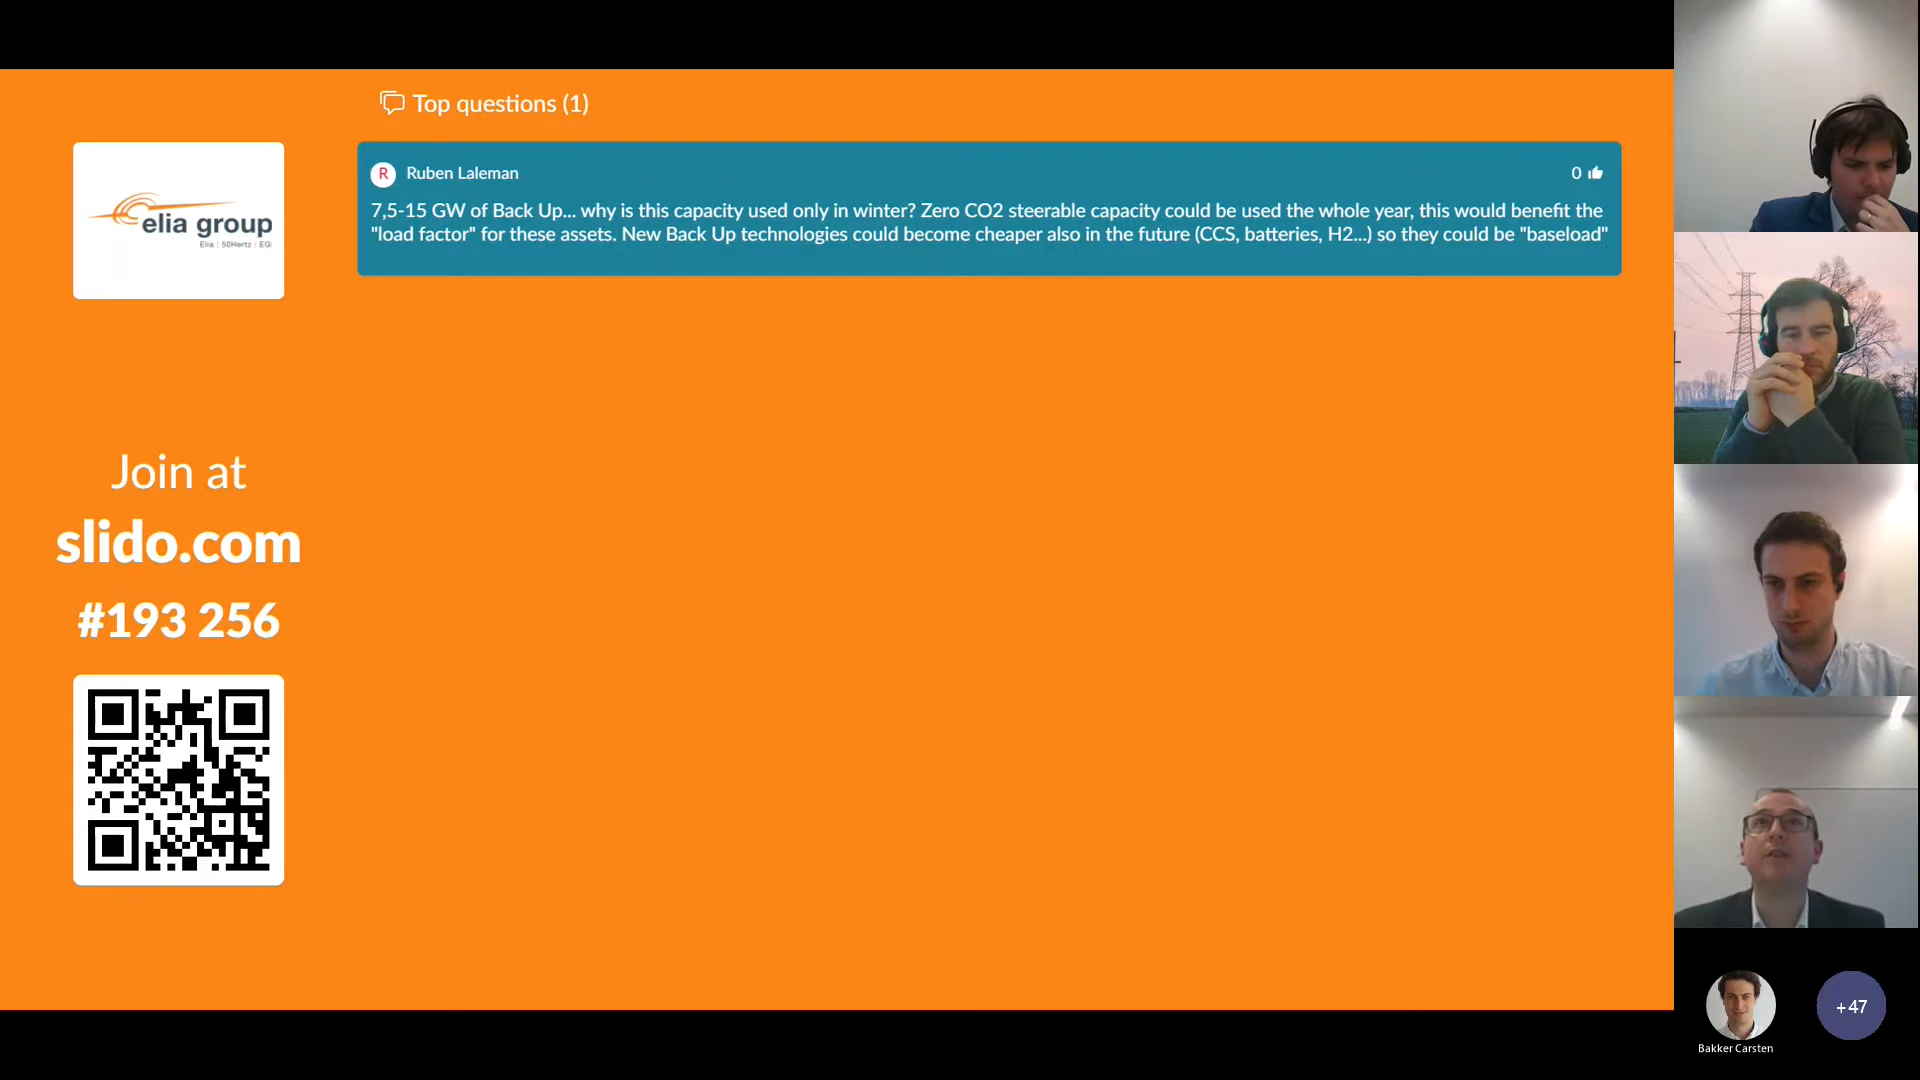 Top questions (1)
elia group
Elia | 50Hertz | EGI
R Ruben Laleman 0
7,5-15 GW of Back Up... why is this capacity used only in winter? Zero CO2 steerable capacity could be used the whole year, this would benefit the
"load factor" for these assets. New Back Up technologies could become cheaper also in the future (CCS, batteries, H2...) so they could be "baseload"
Join at
slido.com
#193 256
Bakker Carsten
+47